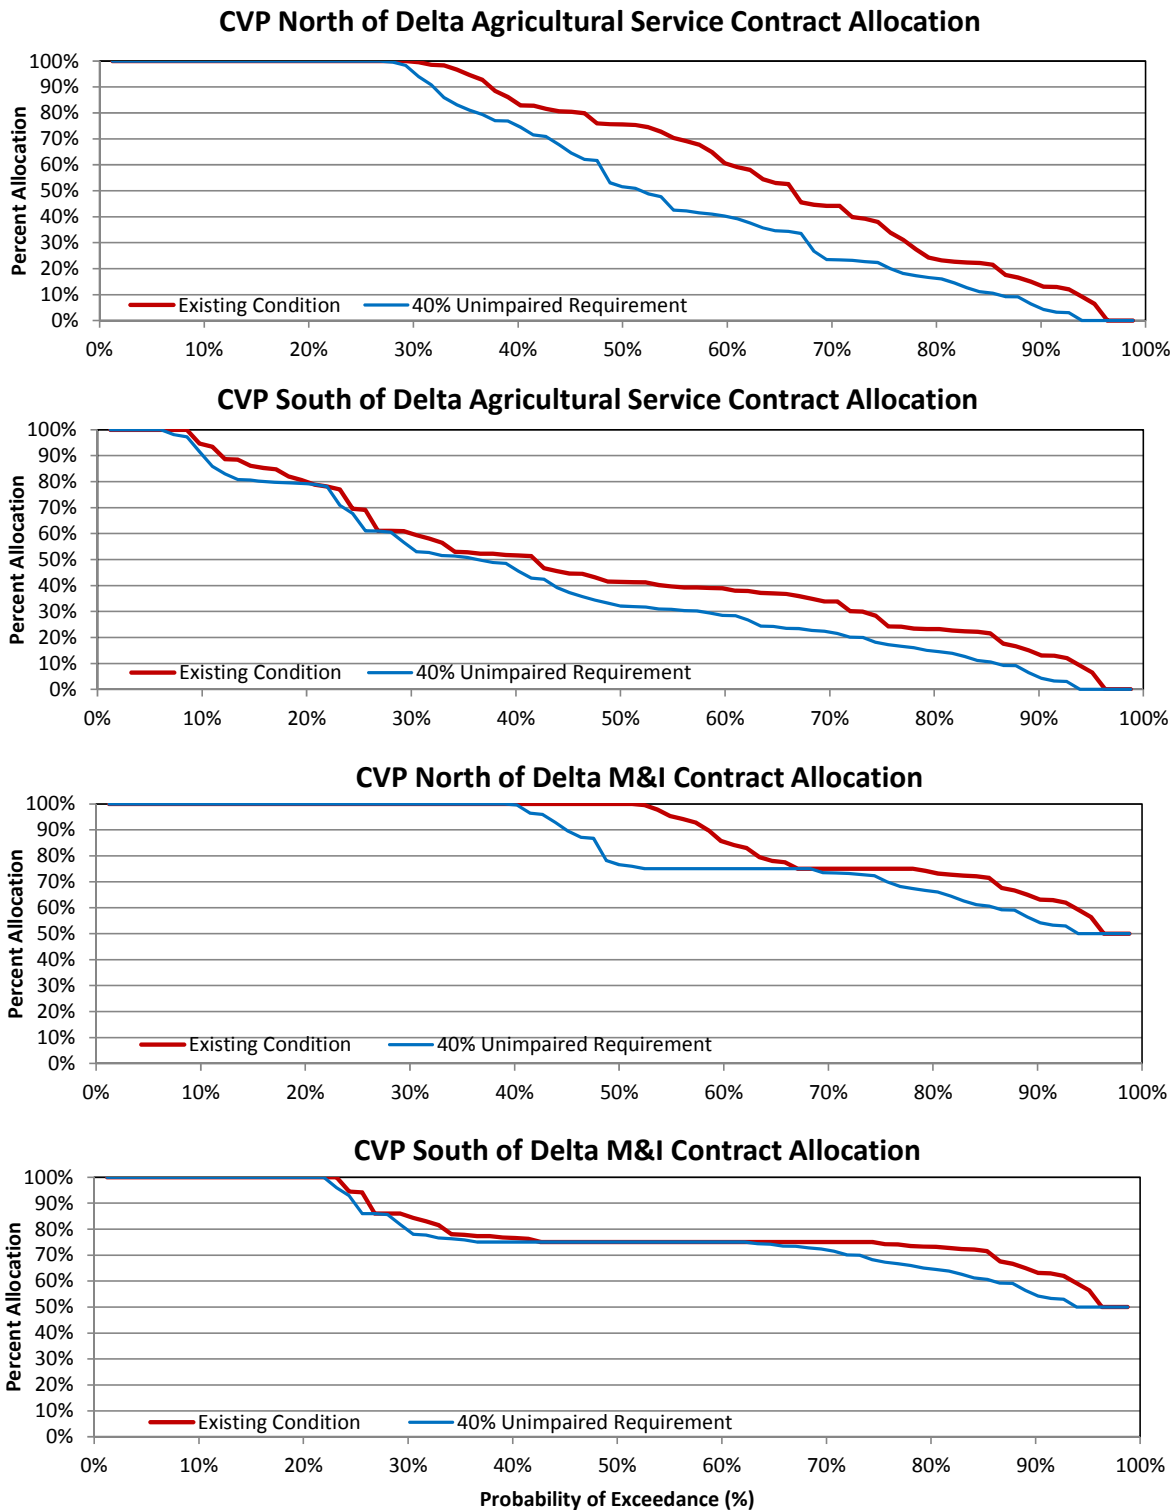 CVP North of Delta Agricultural Service Contract Allocation
100%
90%
80%
70%
60%
50%
40%
30%
20%
10%
0%
Percent Allocation
Existing Condition 40% Unimpaired Requirement
0% 10% 20% 30% 40% 50% 60% 70% 80% 90% 100%
CVP South of Delta Agricultural Service Contract Allocation
100%
90%
80%
70%
60%
50%
40%
30%
20%
10%
0%
Percent Allocation
Existing Condition 40% Unimpaired Requirement
0% 10% 20% 30% 40% 50% 60% 70% 80% 90% 100%
CVP North of Delta M&I Contract Allocation
100%
90%
80%
70%
60%
50%
40%
30%
20%
10%
0%
Percent Allocation
Existing Condition 40% Unimpaired Requirement
0% 10% 20% 30% 40% 50% 60% 70% 80% 90% 100%
CVP South of Delta M&I Contract Allocation
100%
90%
80%
70%
60%
50%
40%
30%
20%
10%
0%
Percent Allocation
Existing Condition 40% Unimpaired Requirement
0% 10% 20% 30% 40% 50% 60% 70% 80% 90% 100%
Probability of Exceedance (%)